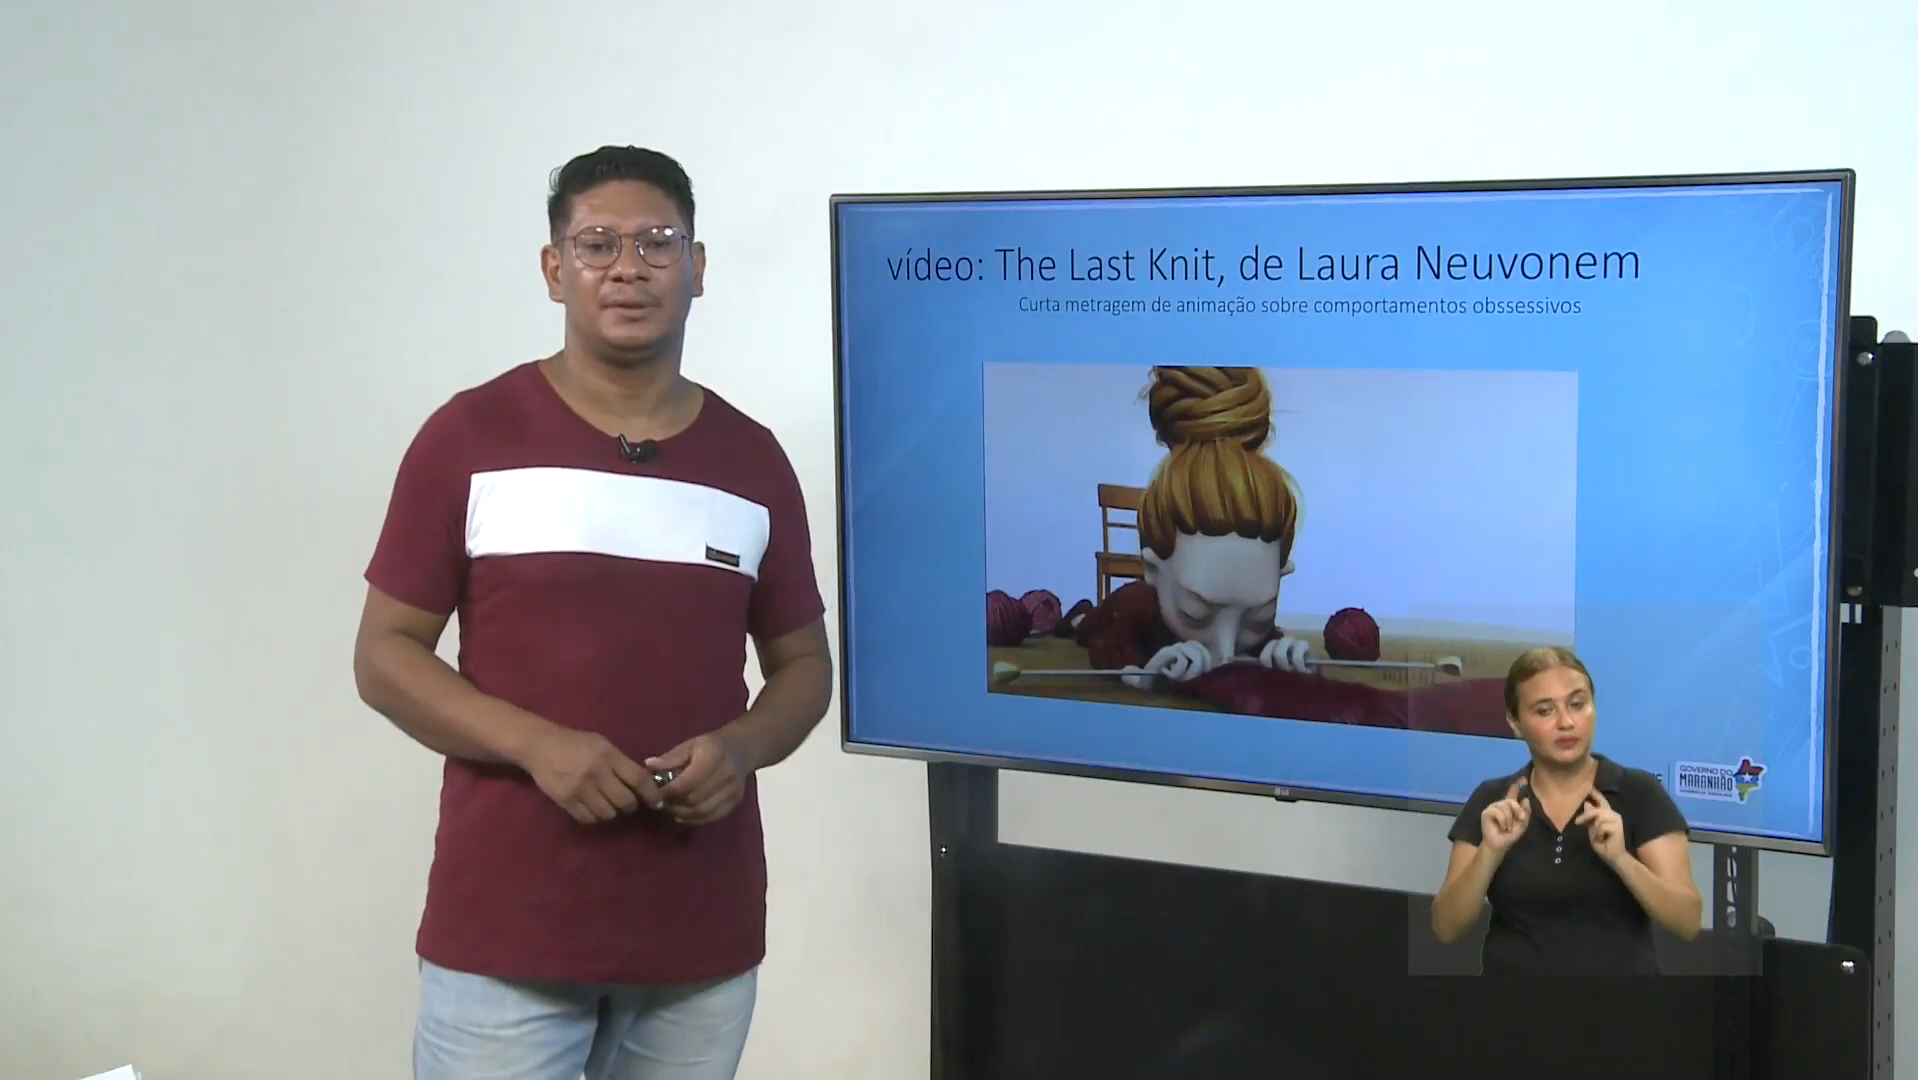 vídeo: The Last Knit, de Laura Neuvonem
Curta metragem de animação sobre comportamentos obssessivos
GOVERNO DO
MARANHÃO
LG